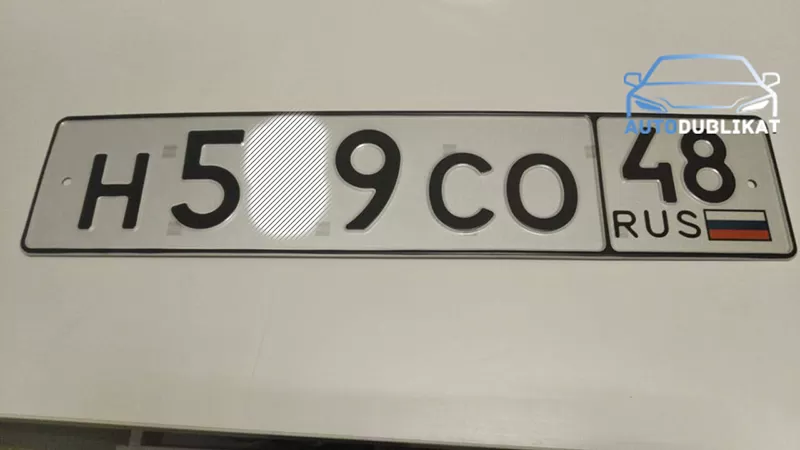 Н5 9СО 48
RUS
AUTODUBLIKAT